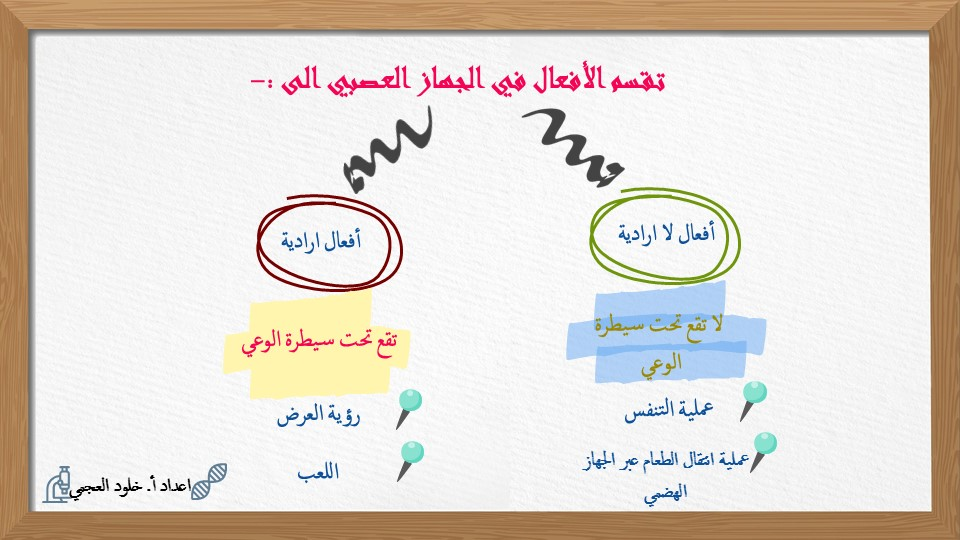 تقسم الأفعال في الجهاز العصبي الى :-
أفعال لا ارادية
لا تقع تحت سيطرة
الوعي
عملية التنفس
عملية انتقال الطعام عبر الجهاز
الهضمي
أفعال ارادية
تقع تحت سيطرة الوعي
رؤية العرض
اللعب
اعداد أ. خلود العجمي